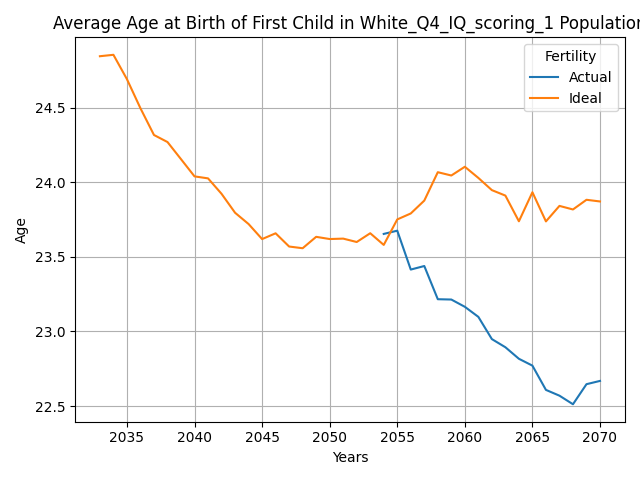 Average Age at Birth of First Child in White_Q4_IQ_scoring_1 Population
Fertility
Actual
Ideal
24.5
24.0
23.5
23.0
22.5
Age
2035 2040 2045 2050 2055 2060 2065 2070
Years